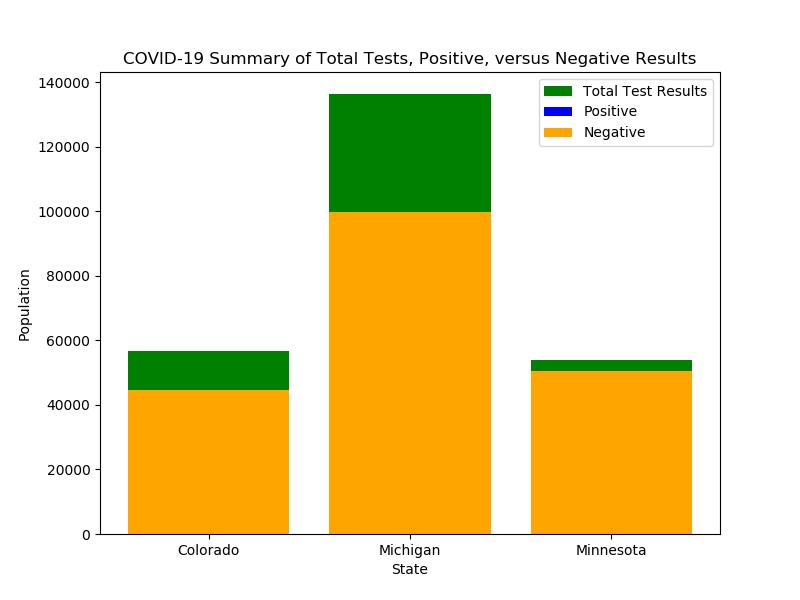 COVID-19 Summary of Total Tests, Positive, versus Negative Results
140000
120000
100000
80000
60000
40000
20000
0
Population
Total Test Results
Positive
Negative
Colorado
Michigan
Minnesota
State